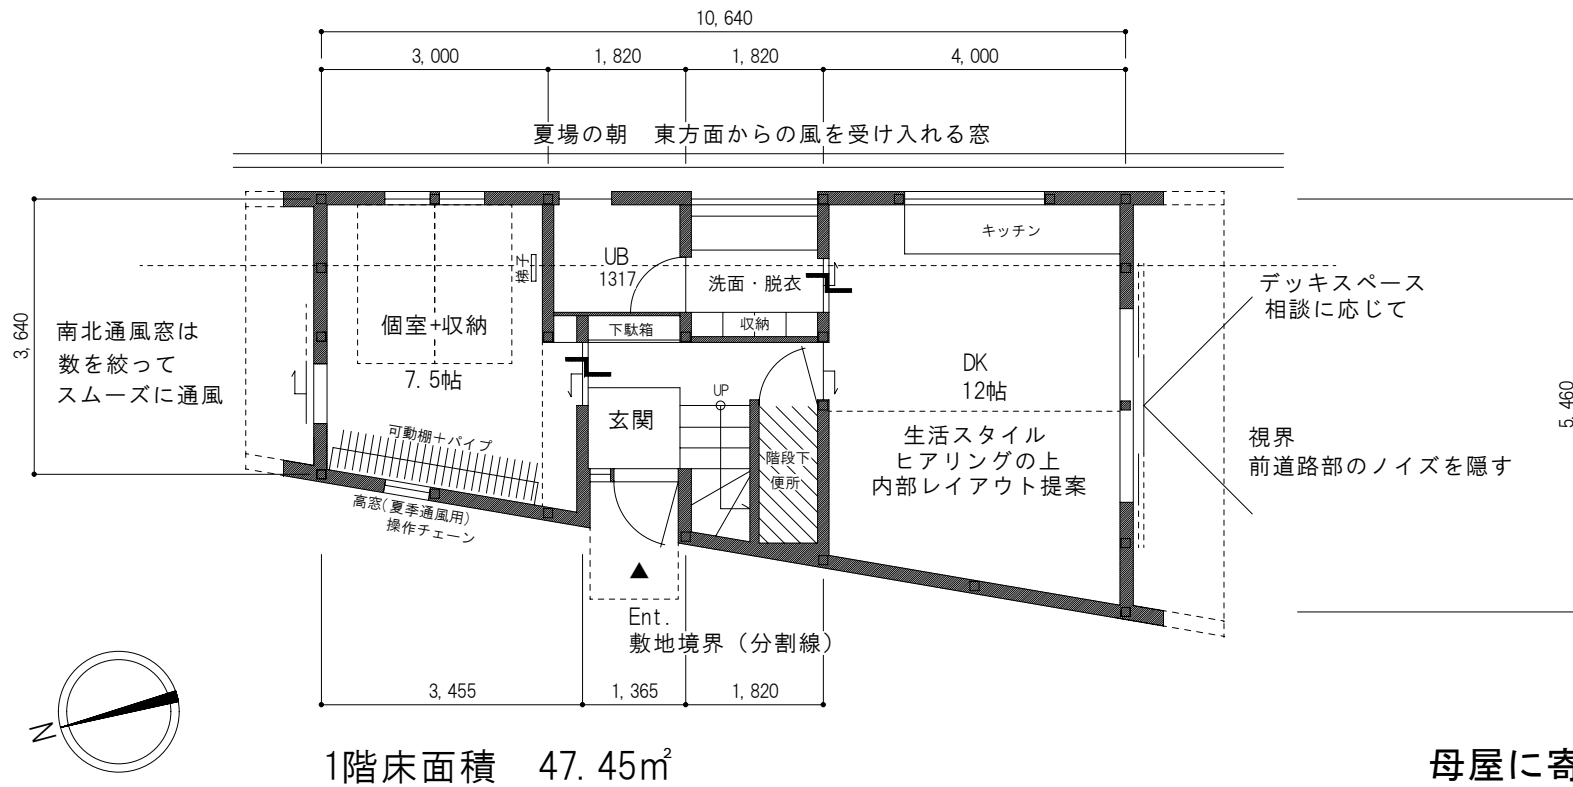 10,640
3,000
1,820
1,820
4,000
夏場の朝　東方面からの風を受け入れる窓
3,640
南北通風窓は
数を絞って
スムーズに通風
個室+収納
7.5帖
梯子
可動棚＋パイプ
高窓(夏季通風用)
操作チェーン
UB
1317
洗面・脱衣
下駄箱
収納
玄関
UP
階段下
便所
キッチン
DK
12帖
生活スタイル
ヒアリングの上
内部レイアウト提案
デッキスペース
相談に応じて
視界
前道路部のノイズを隠す
5,460
Ent.
敷地境界（分割線）
3,455
1,365
1,820
N
1階床面積　47.45㎡
母屋に寄